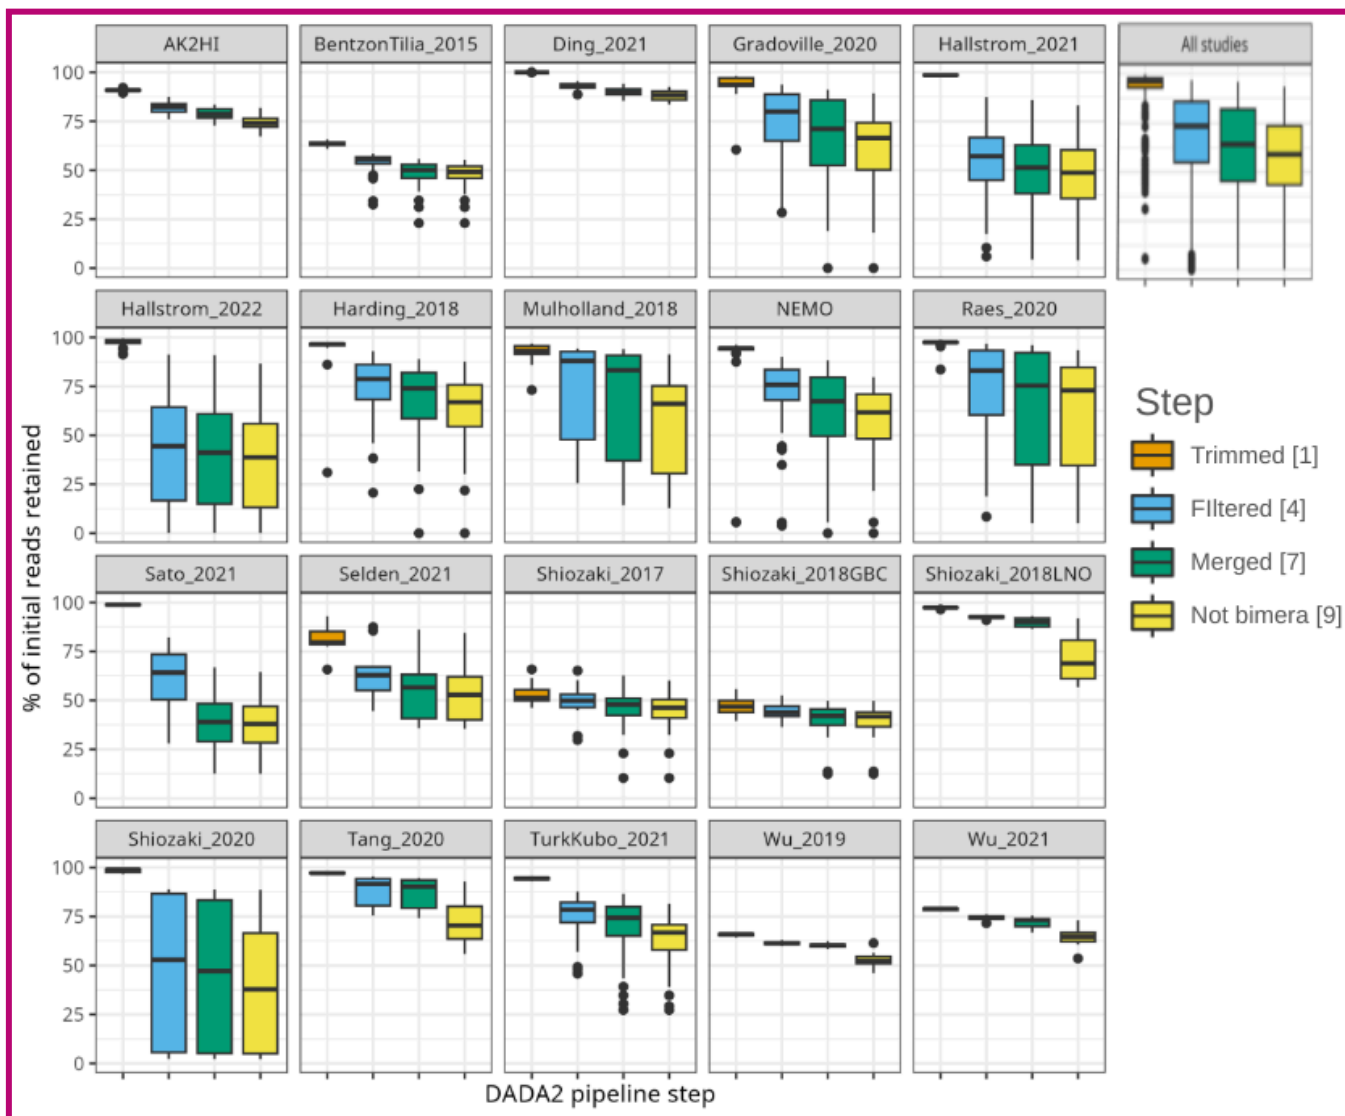 AK2HI BentzonTilia_2015 Ding_2021 Gradoville_2020 Hallstrom_2021 All studies
100
75
50
25
0
Hallstrom_2022 Harding_2018 Mulholland_2018 NEMO Raes_2020
100
75
50
25
0
Sato_2021 Selden_2021 Shiozaki_2017 Shiozaki_2018GBC Shiozaki_2018LNO
100
75
50
25
0
Shiozaki_2020 Tang_2020 TurkKubo_2021 Wu_2019 Wu_2021
100
75
50
25
0
% of initial reads retained
DADA2 pipeline step
Step
Trimmed [1]
FIltered [4]
Merged [7]
Not bimera [9]